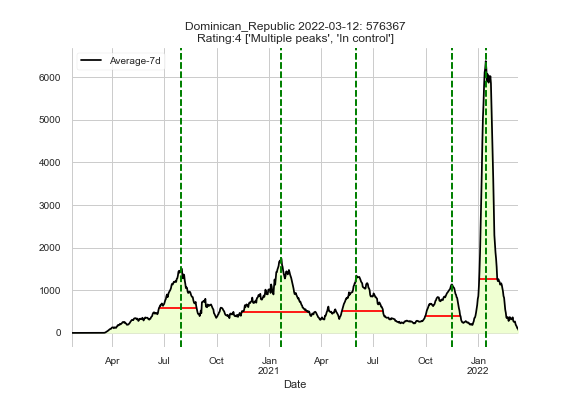 Dominican_Republic 2022-03-12: 576367
Rating:4 ['Multiple peaks', 'In control']
Average-7d
6000
5000
4000
3000
2000
1000
0
Apr
Jul
Oct
Jan
2021
Apr
Jul
Oct
Jan
2022
Date